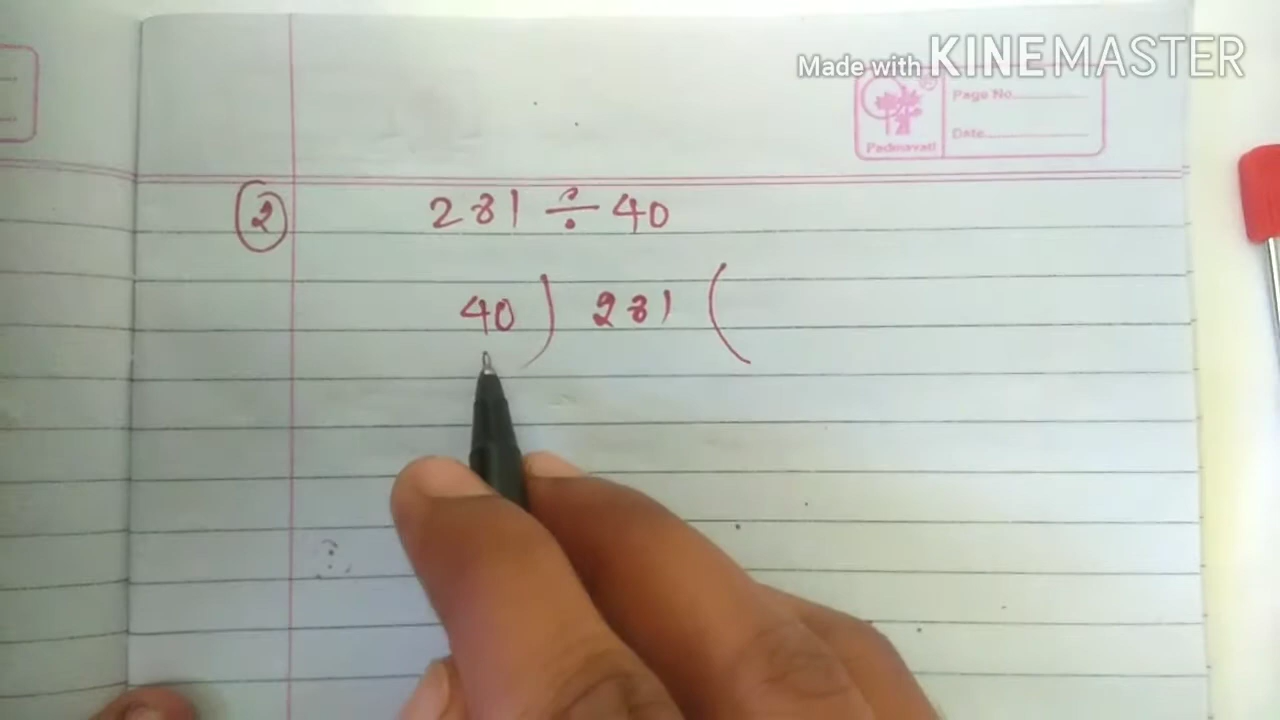 Made with KINEMASTER
Page No.
Date
Padmavati
2 281 ÷ 40
40 ) 281 (